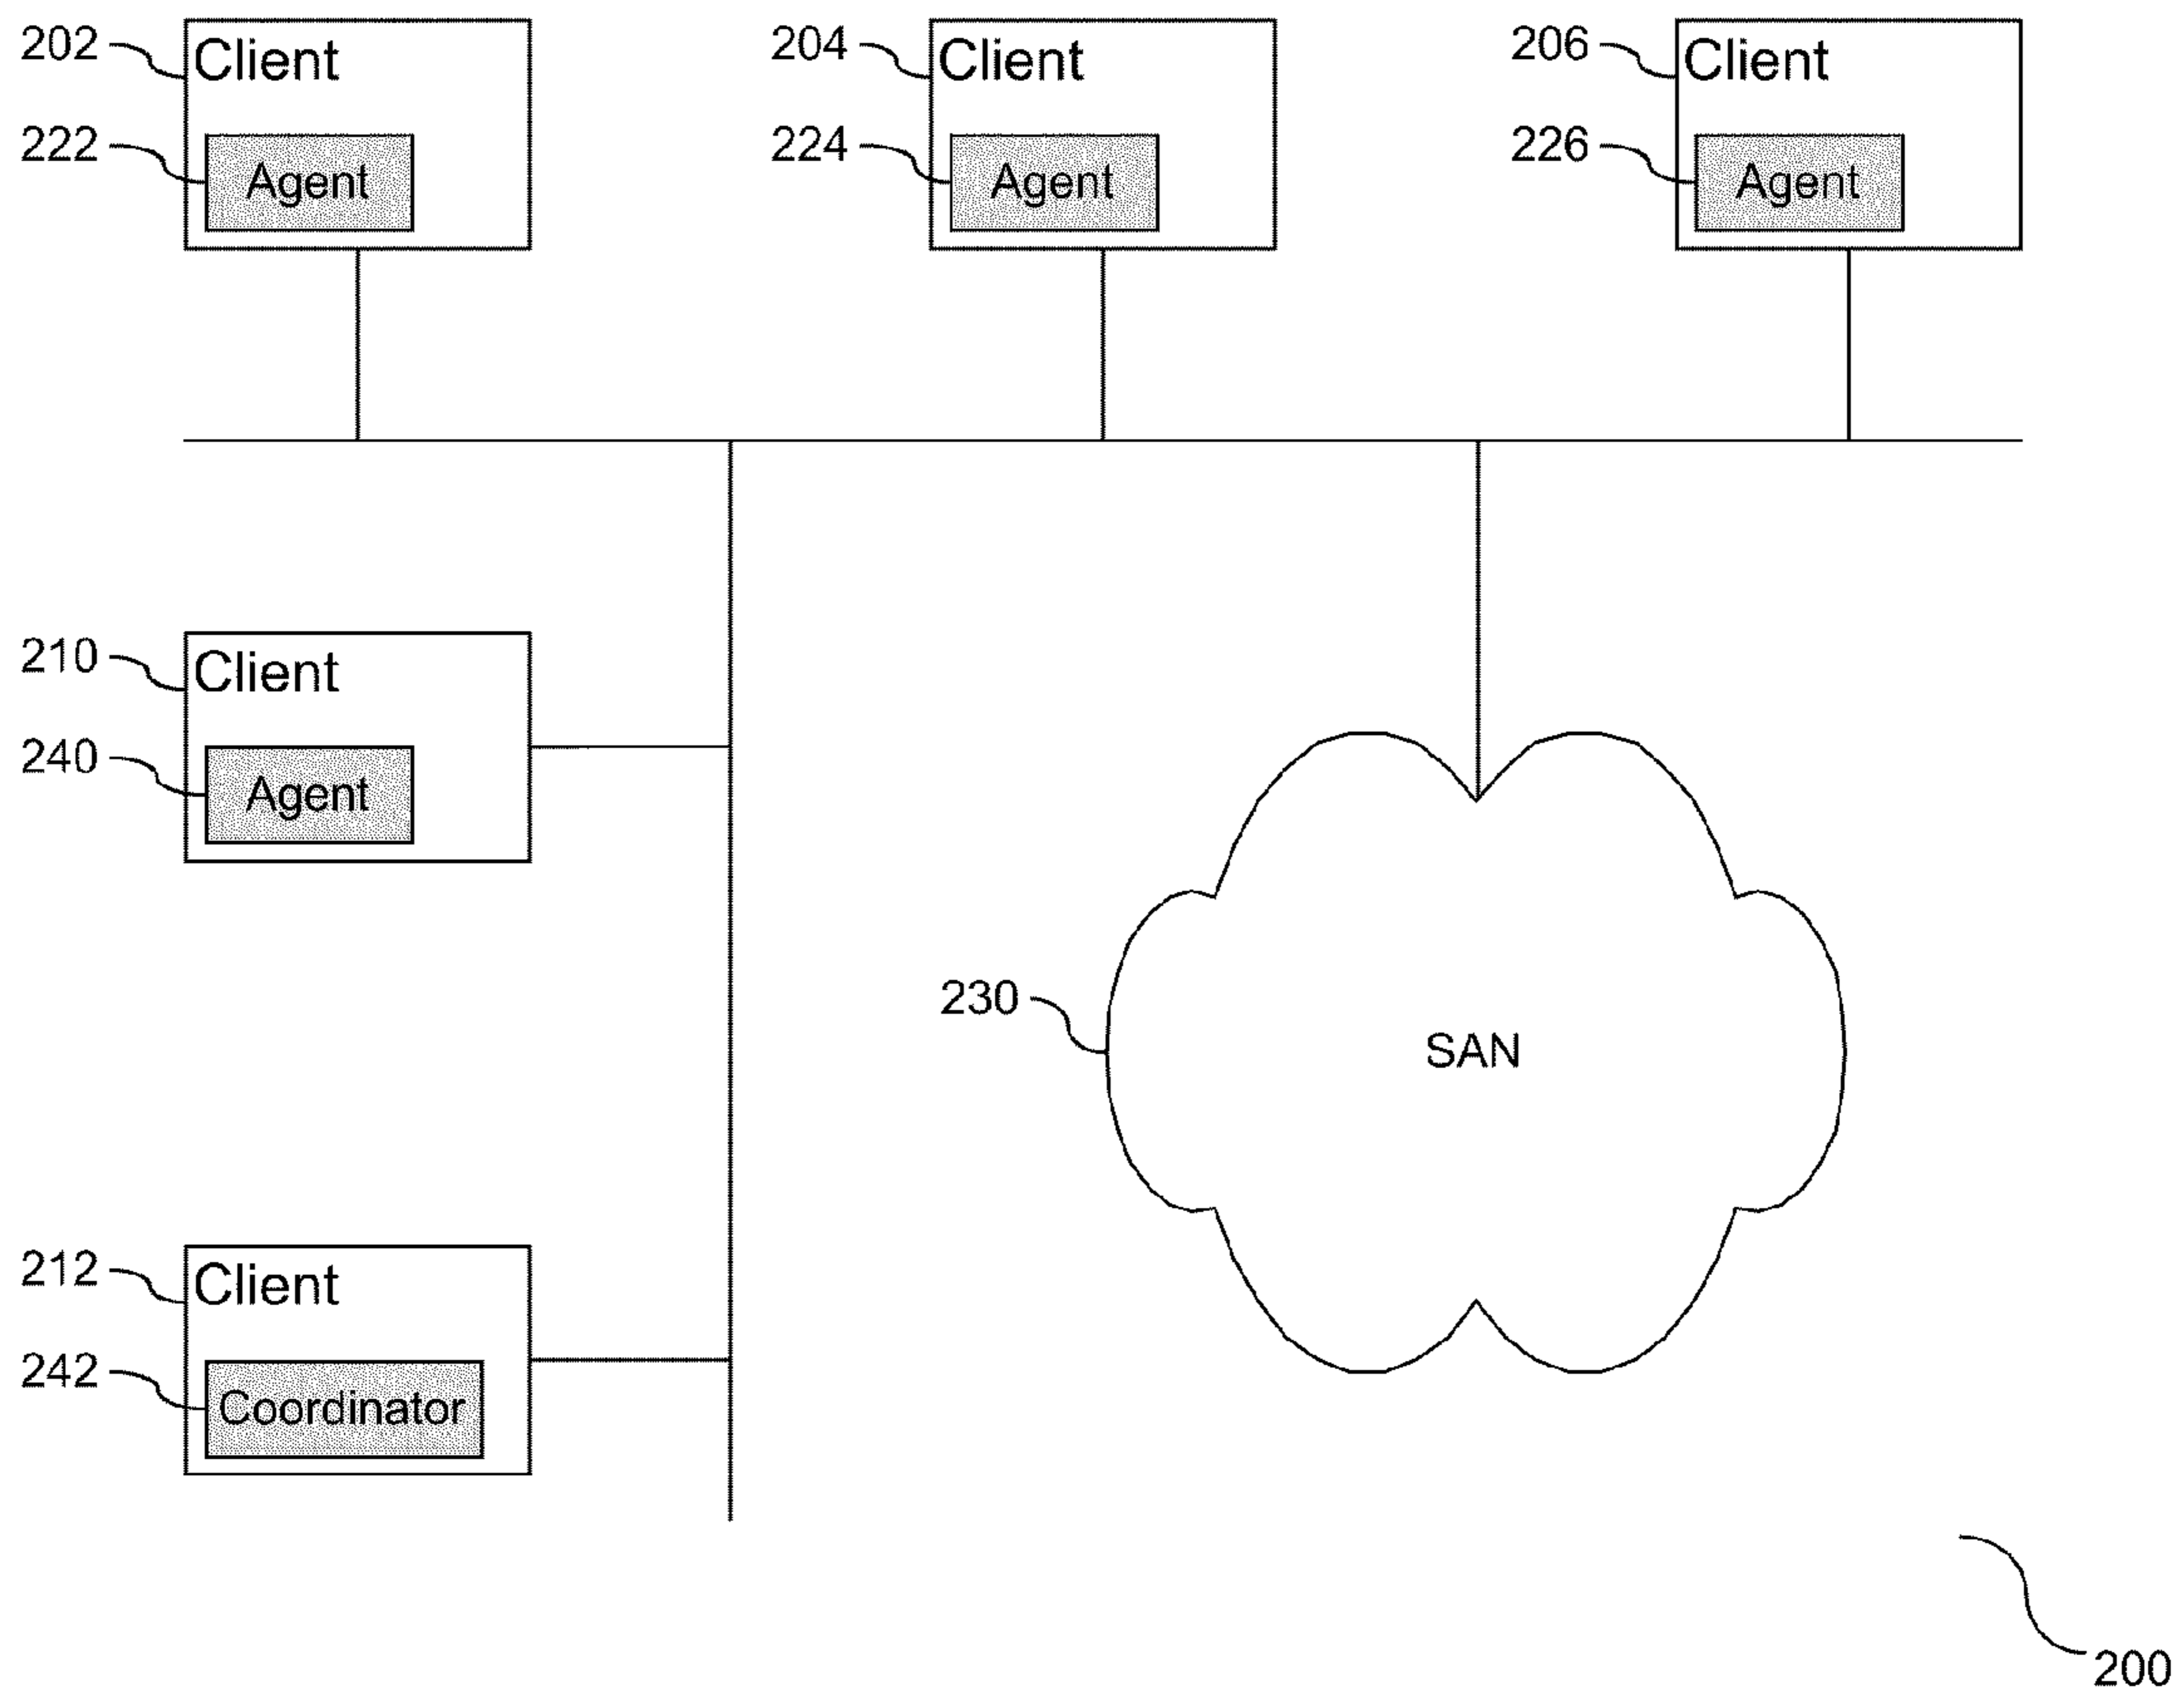 202 Client 204 Client 206 Client
222 Agent 224 Agent 226 Agent
210 Client
240 Agent
230 SAN
212 Client
242 Coordinator
200